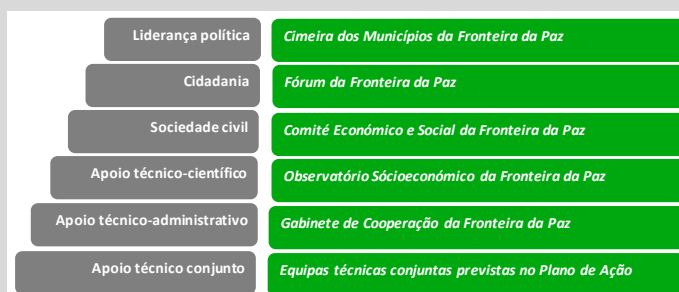 Liderança política Cimeira dos Municípios da Fronteira da Paz
Cidadania Fórum da Fronteira da Paz
Sociedade civil Comité Económico e Social da Fronteira da Paz
Apoio técnico-científico Observatório Sócioeconómico da Fronteira da Paz
Apoio técnico-administrativo Gabinete de Cooperação da Fronteira da Paz
Apoio técnico conjunto Equipas técnicas conjuntas previstas no Plano de Ação